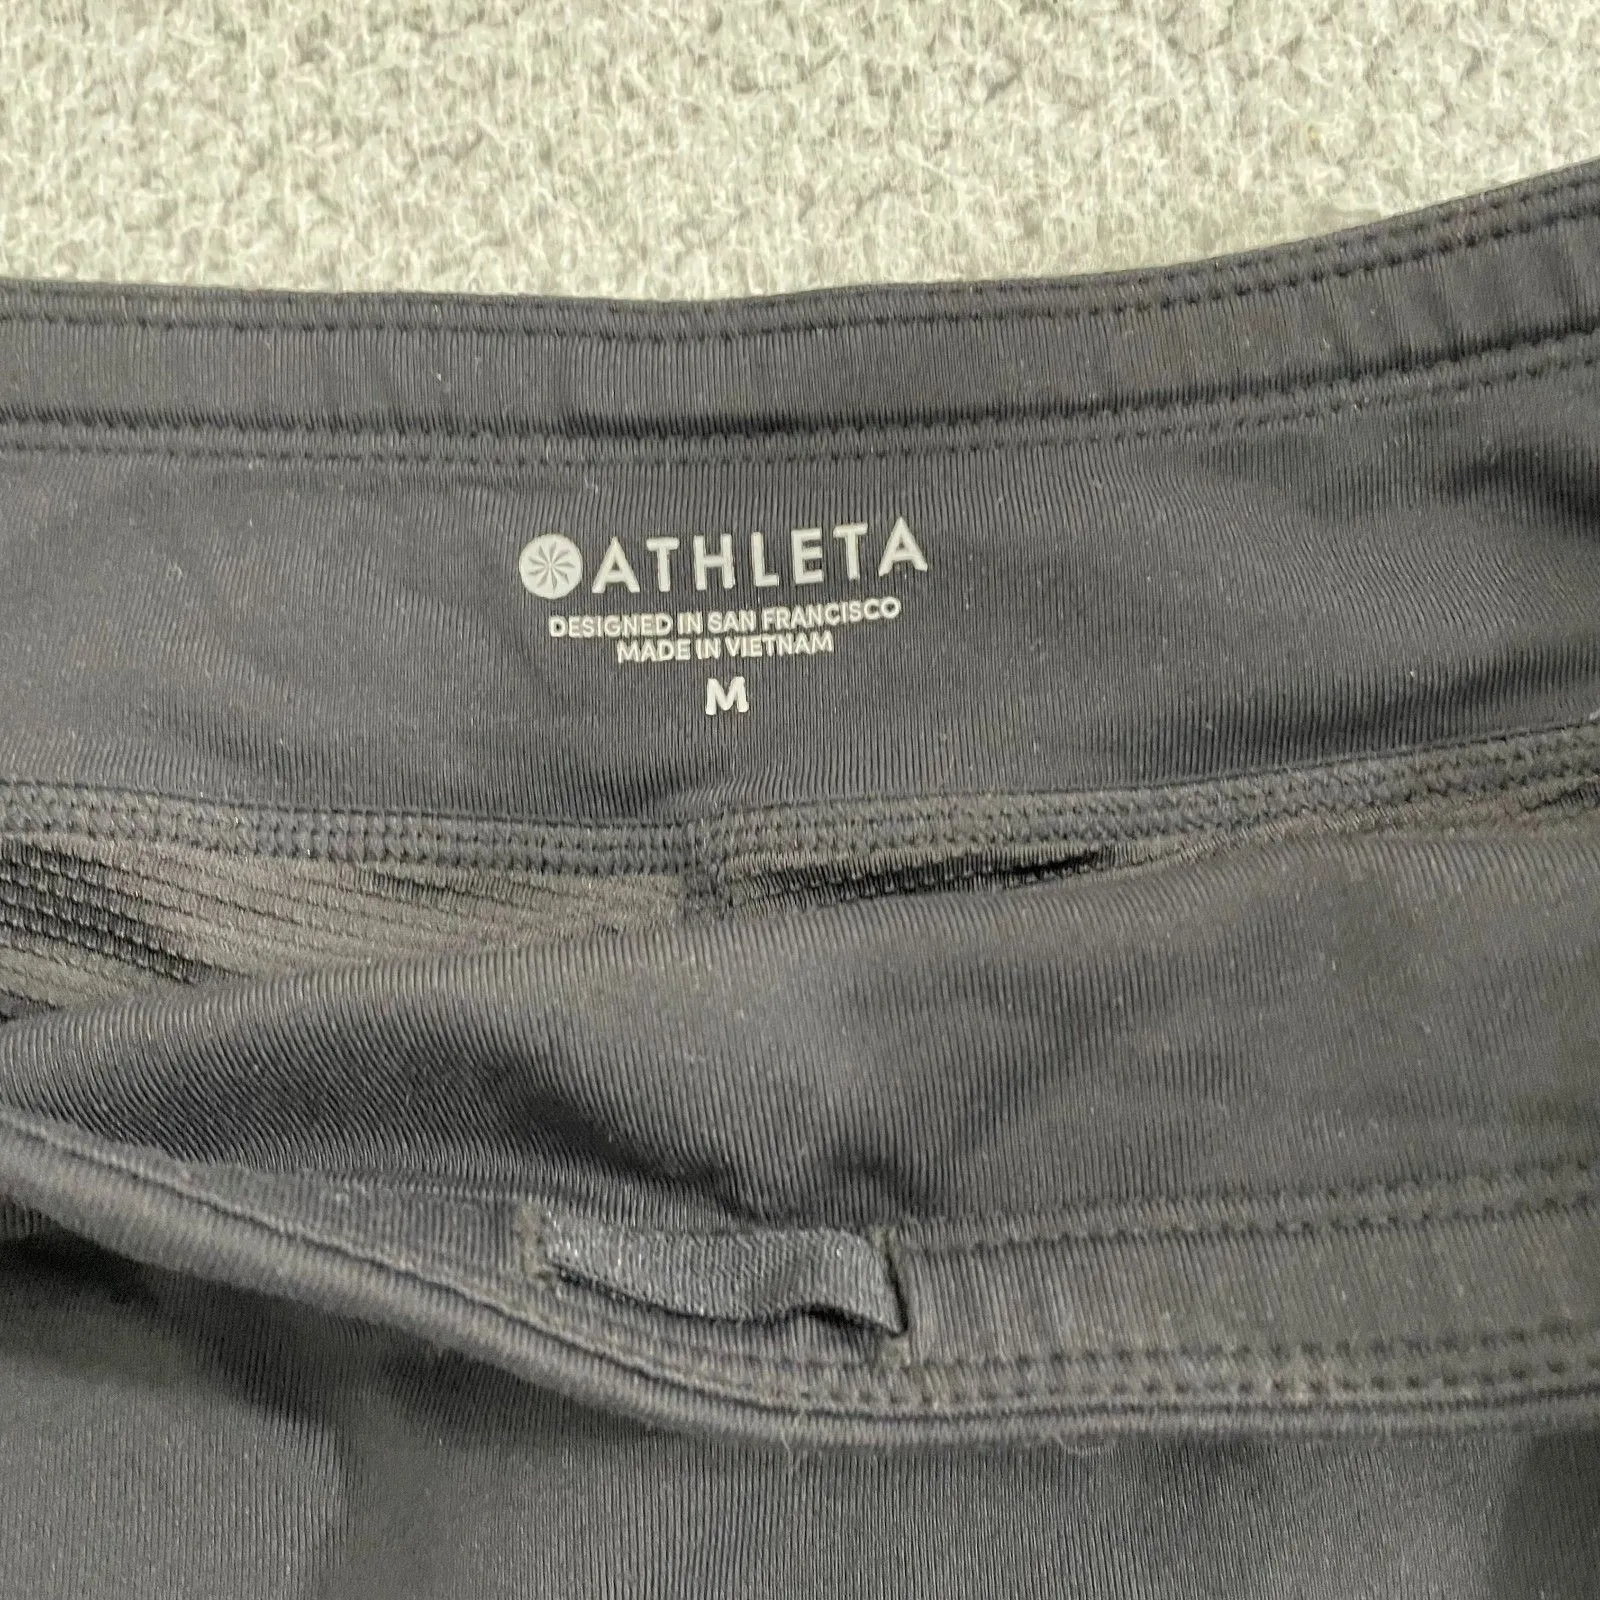 ATHLETA
DESIGNED IN SAN FRANCISCO
MADE IN VIETNAM
M